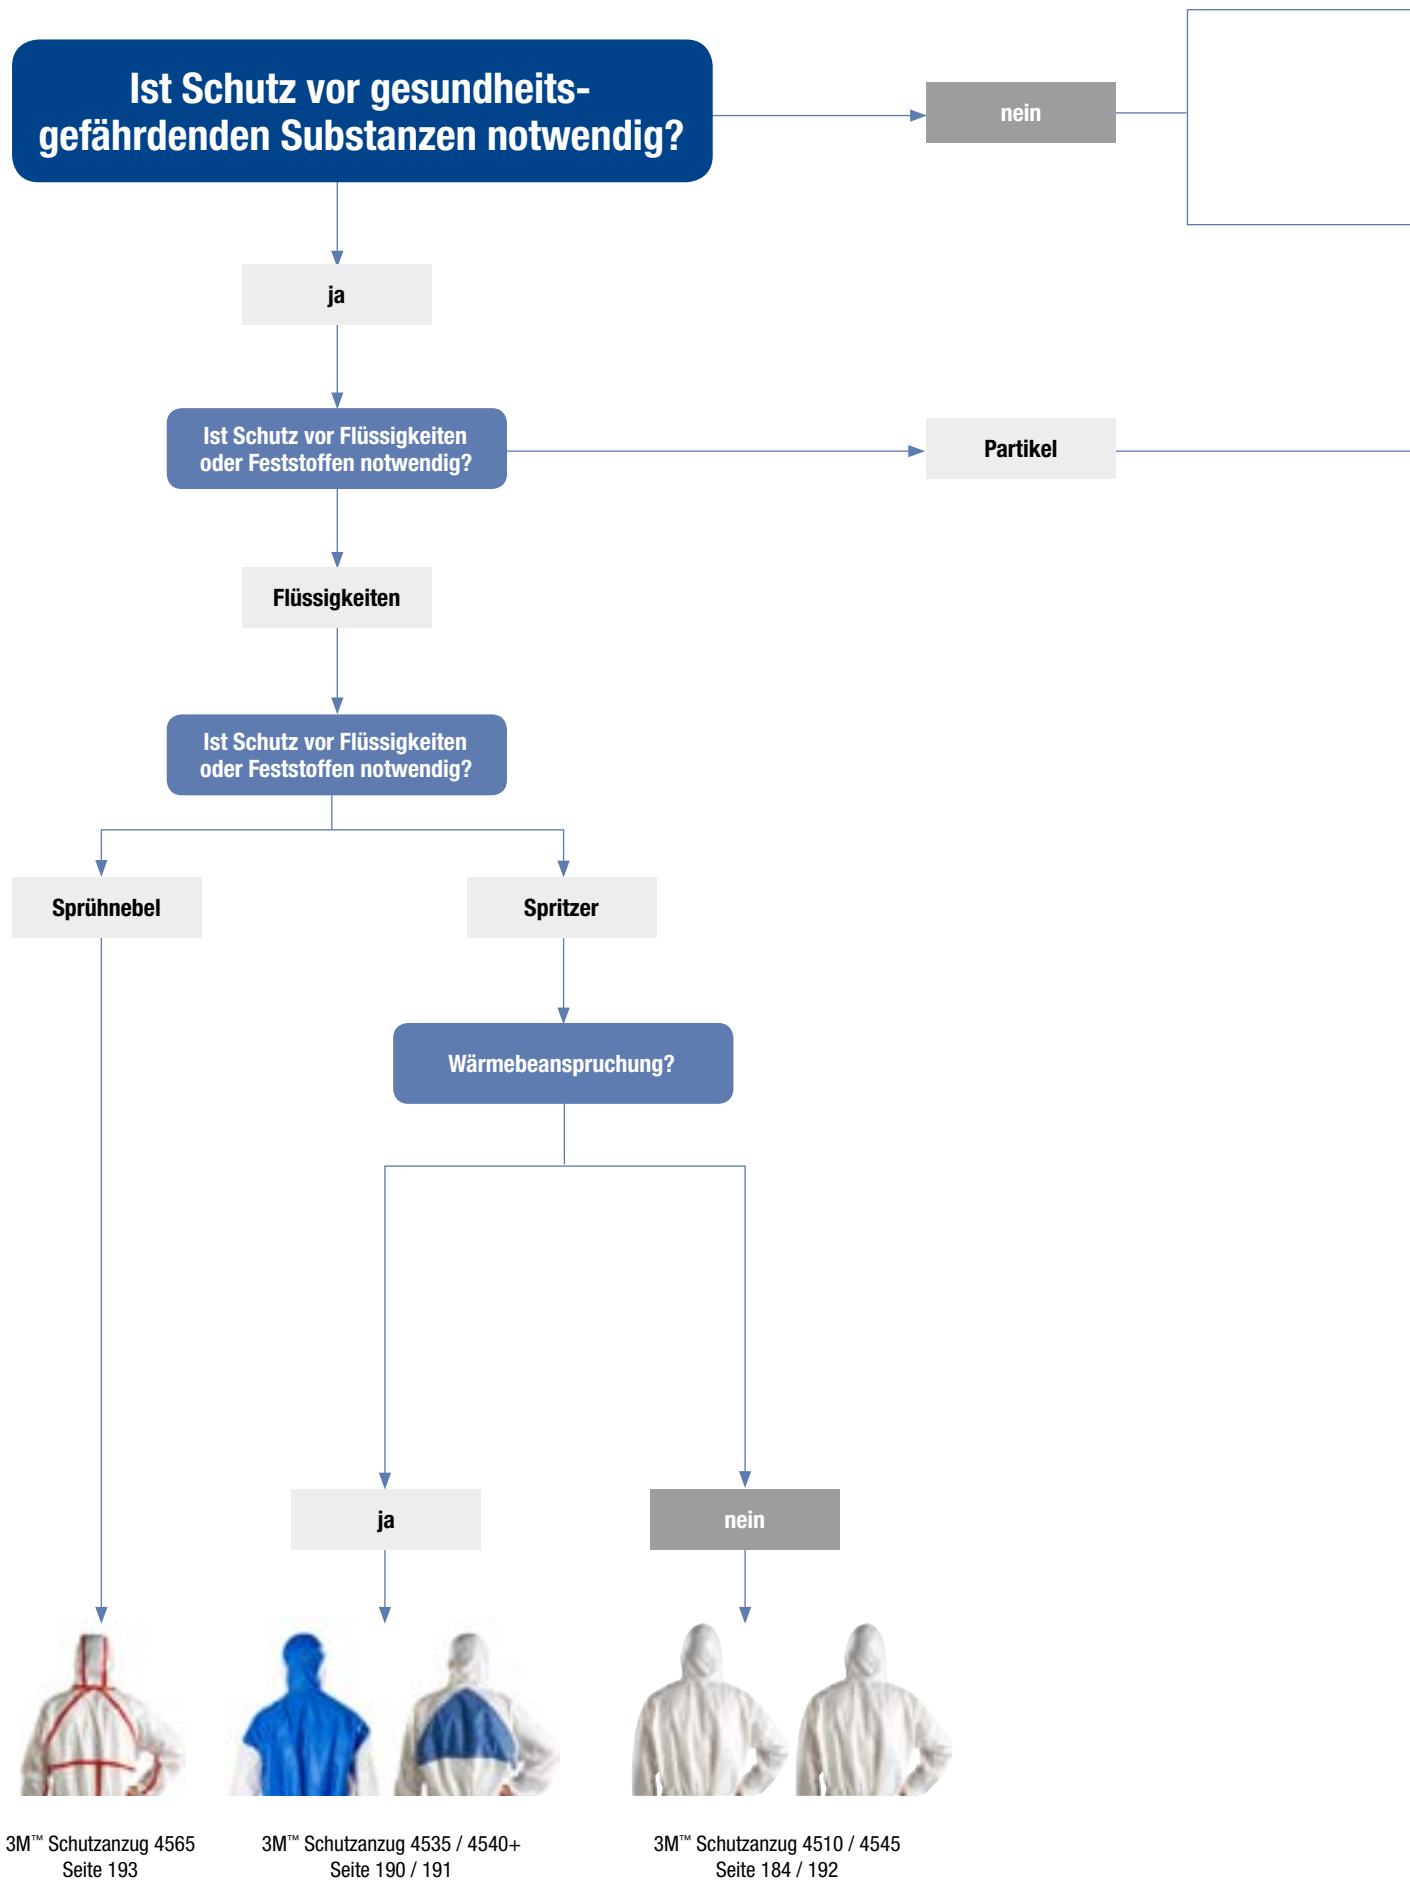 Ist Schutz vor gesundheits-
gefährdenden Substanzen notwendig?
nein
ja
Ist Schutz vor Flüssigkeiten
oder Feststoffen notwendig?
Partikel
Flüssigkeiten
Ist Schutz vor Flüssigkeiten
oder Feststoffen notwendig?
Sprühnebel
Spritzer
Wärmebeanspruchung?
ja
nein
3M™ Schutzanzug 4565
Seite 193
3M™ Schutzanzug 4535 / 4540+
Seite 190 / 191
3M™ Schutzanzug 4510 / 4545
Seite 184 / 192